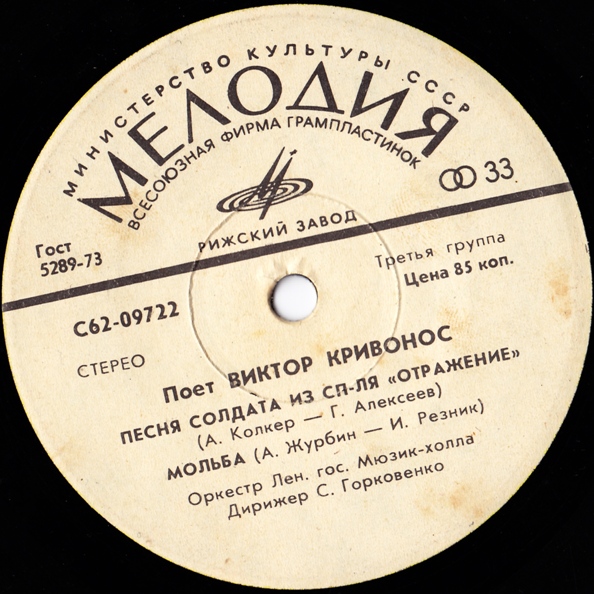 МИНИСТЕРСТВО КУЛЬТУРЫ СССР
МЕЛОДИЯ
ВСЕСОЮЗНАЯ ФИРМА ГРАМПЛАСТИНОК
33
РИЖСКИЙ ЗАВОД
Гост
5289-73
Третья группа
Цена 85 коп.
С62-09722
СТЕРЕО
Поет ВИКТОР КРИВОНОС
ПЕСНЯ СОЛДАТА ИЗ СП-ЛЯ «ОТРАЖЕНИЕ»
(А. Колкер — Г. Алексеев)
МОЛЬБА (А. Журбин — И. Резник)
Оркестр Лен. гос. Мюзик-холла
Дирижер С. Горковенко